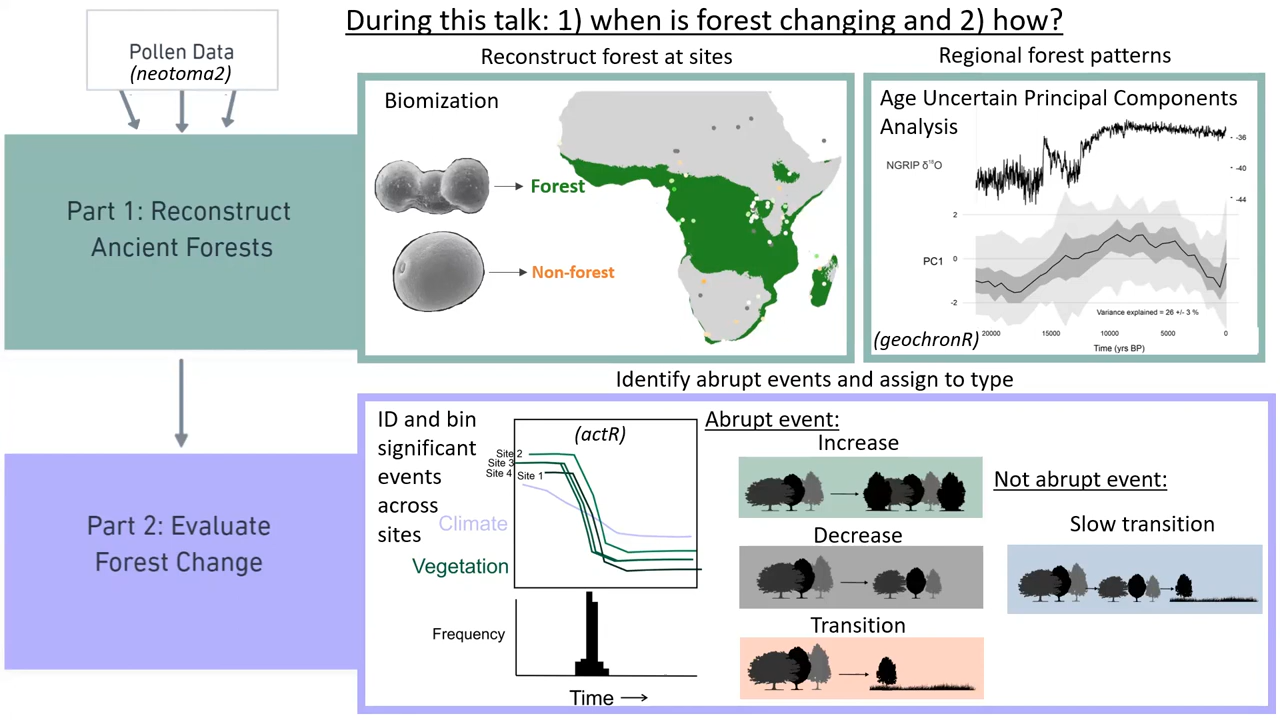 During this talk: 1) when is forest changing and 2) how?
Pollen Data
(neotoma2)
Part 1: Reconstruct
Ancient Forests
Reconstruct forest at sites
Biomization
Forest
Non-forest
Regional forest patterns
Age Uncertain Principal Components
Analysis
NGRIP δ18O
-36
-40
-44
2
PC1
0
-2
Variance explained = 26 +/- 3 %
(geochronR)
20000
15000
10000
5000
0
Time (yrs BP)
Part 2: Evaluate
Forest Change
Identify abrupt events and assign to type
ID and bin
significant
events
across
sites
(actR)
Site 2
Site 3
Site 4
Site 1
Climate
Vegetation
Frequency
Time
Abrupt event:
Increase
Decrease
Transition
Not abrupt event:
Slow transition